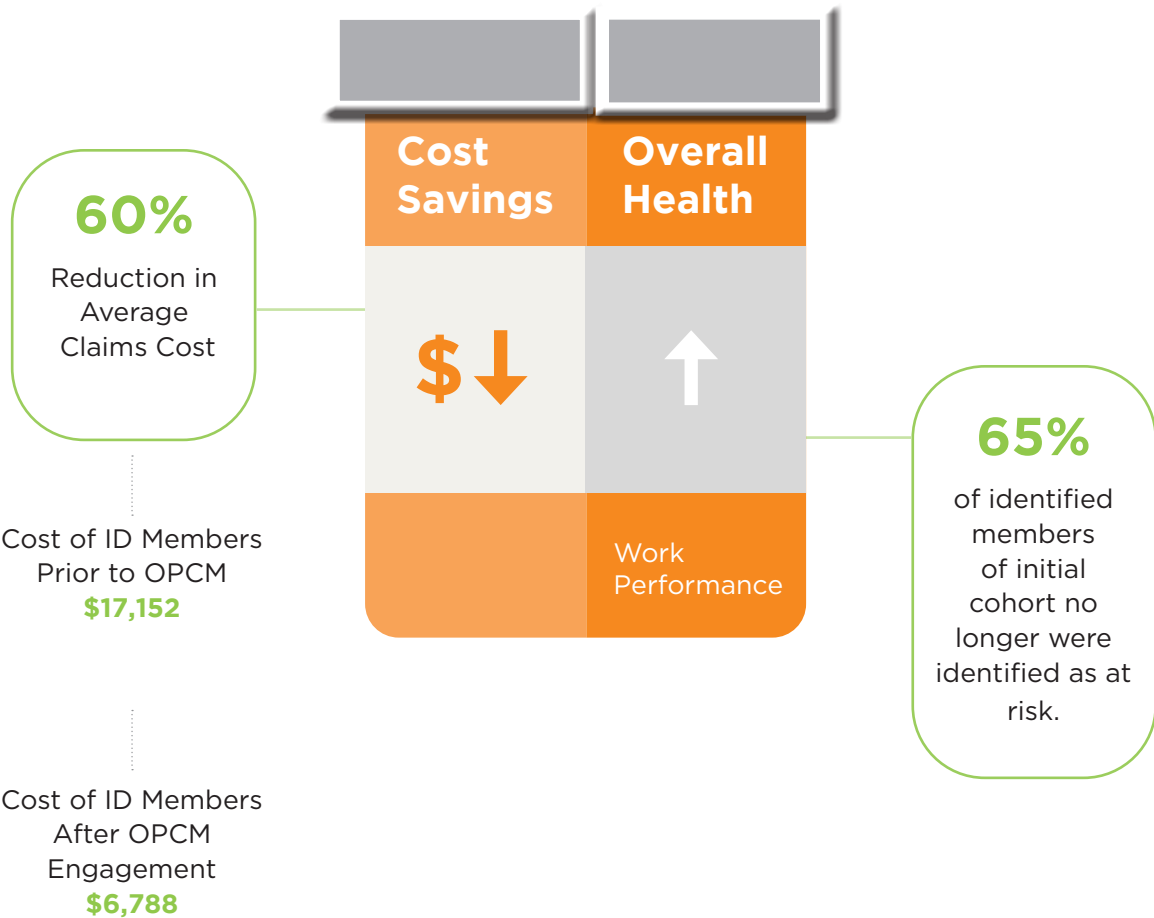 Cost
Savings
Overall
Health
60%
Reduction in
Average
Claims Cost
$
Cost of ID Members
Prior to OPCM
$17,152
Cost of ID Members
After OPCM
Engagement
$6,788
Work
Performance
65%
of identified
members
of initial
cohort no
longer were
identified as at
risk.